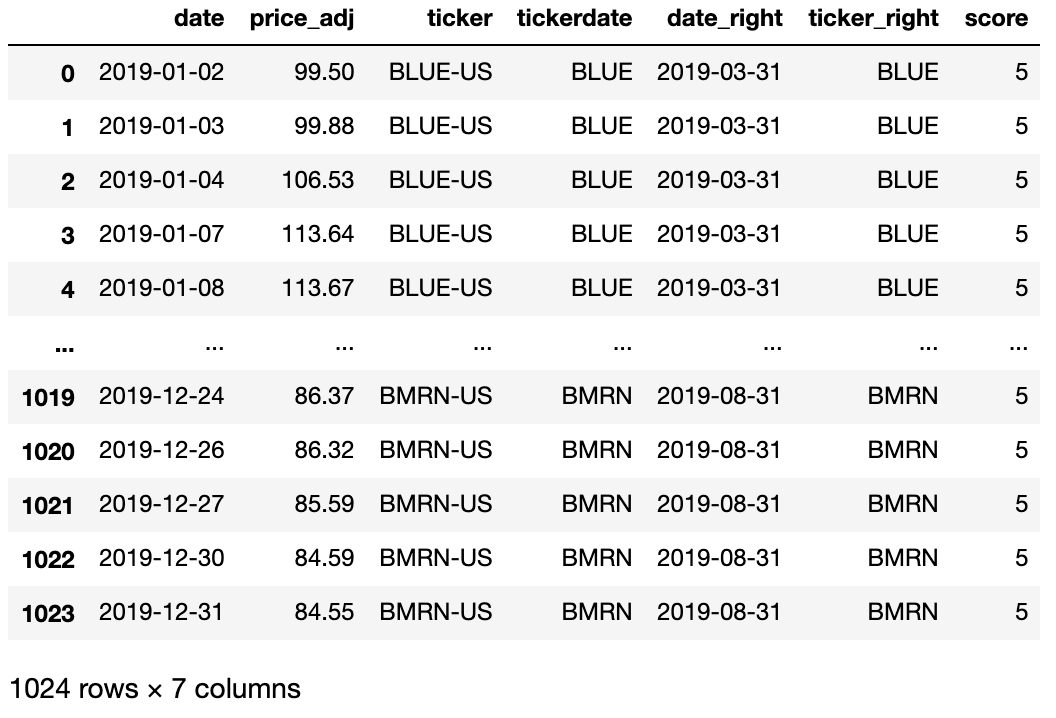 date price_adj ticker tickerdate date_right ticker_right score
0 2019-01-02 99.50 BLUE-US BLUE 2019-03-31 BLUE 5
1 2019-01-03 99.88 BLUE-US BLUE 2019-03-31 BLUE 5
2 2019-01-04 106.53 BLUE-US BLUE 2019-03-31 BLUE 5
3 2019-01-07 113.64 BLUE-US BLUE 2019-03-31 BLUE 5
4 2019-01-08 113.67 BLUE-US BLUE 2019-03-31 BLUE 5
... ... ... ... ... ... ... ...
1019 2019-12-24 86.37 BMRN-US BMRN 2019-08-31 BMRN 5
1020 2019-12-26 86.32 BMRN-US BMRN 2019-08-31 BMRN 5
1021 2019-12-27 85.59 BMRN-US BMRN 2019-08-31 BMRN 5
1022 2019-12-30 84.59 BMRN-US BMRN 2019-08-31 BMRN 5
1023 2019-12-31 84.55 BMRN-US BMRN 2019-08-31 BMRN 5
1024 rows × 7 columns